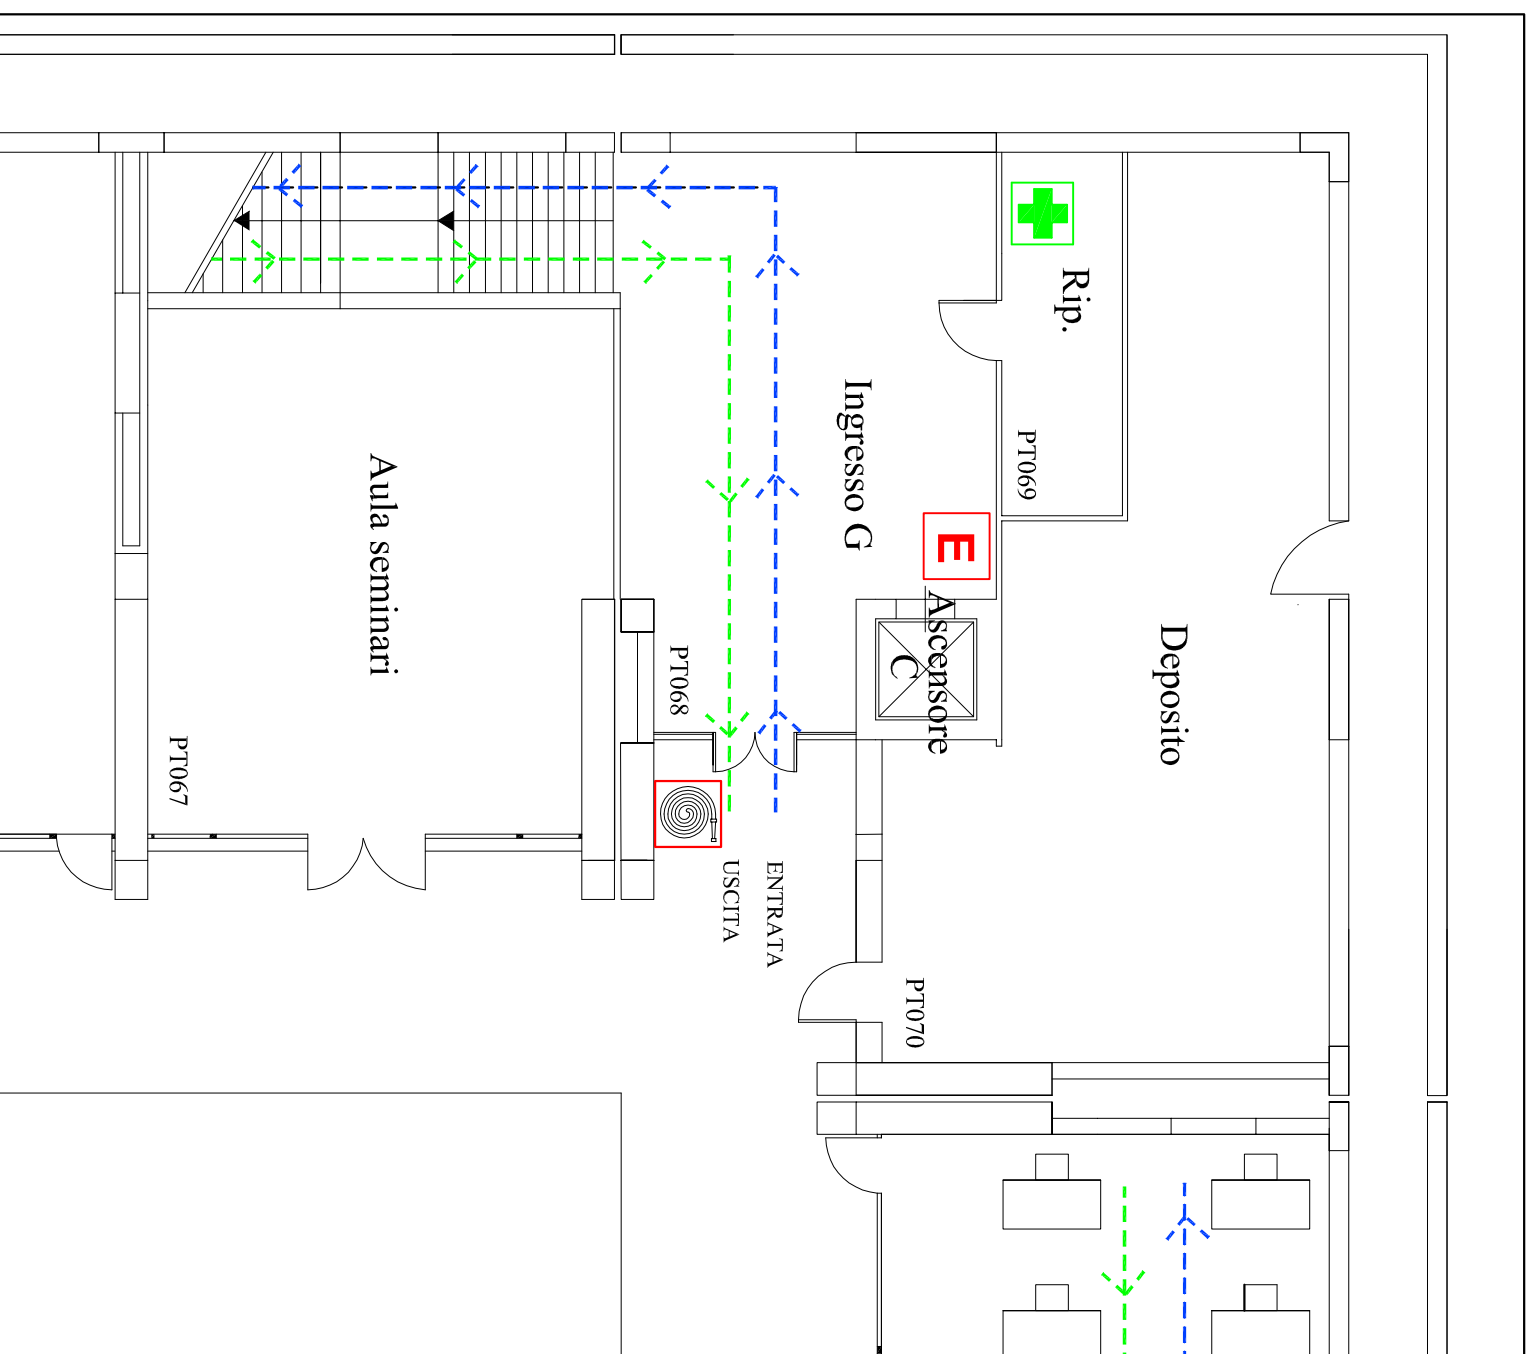 Rip.
PT069
Ingresso G
E
Ascensore
C
Deposito
Aula seminari
PT068
PT067
USCITA
ENTRATA
PT070